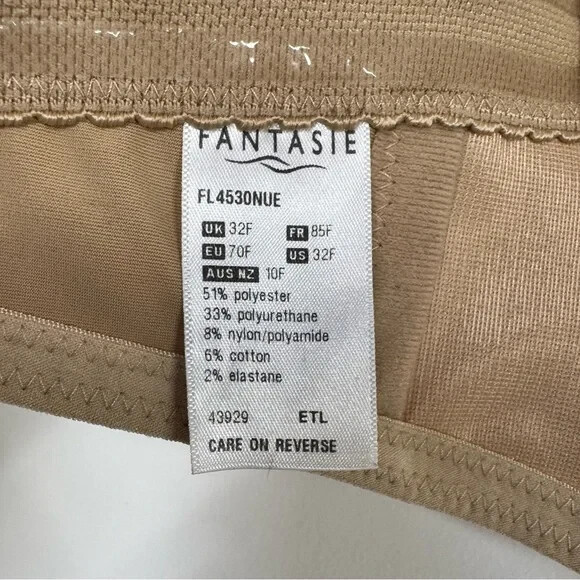 FANTASIE
FL4530NUE
UK 32F FR 85F
EU 70F US 32F
AUS NZ 10F
51% polyester
33% polyurethane
8% nylon/polyamide
6% cotton
2% elastane
43929 ETL
CARE ON REVERSE